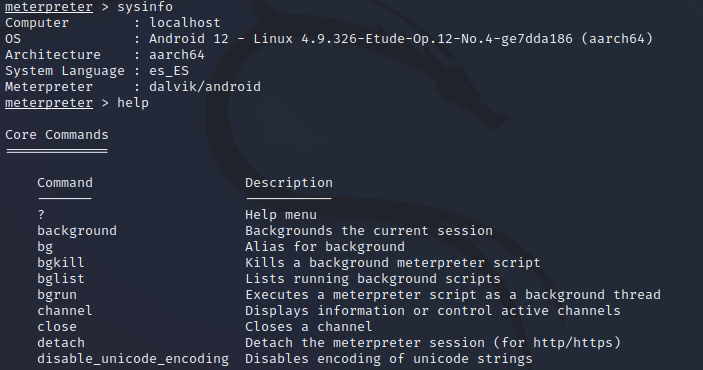 meterpreter > sysinfo
Computer : localhost
OS : Android 12 - Linux 4.9.326-Etude-Op.12-No.4-ge7dda186 (aarch64)
Architecture : aarch64
System Language : es_ES
Meterpreter : dalvik/android
meterpreter > help
Core Commands
=============
Command Description
------- -----------
? Help menu
background Backgrounds the current session
bg Alias for background
bgkill Kills a background meterpreter script
bglist Lists running background scripts
bgrun Executes a meterpreter script as a background thread
channel Displays information or control active channels
close Closes a channel
detach Detach the meterpreter session (for http/https)
disable_unicode_encoding Disables encoding of unicode strings